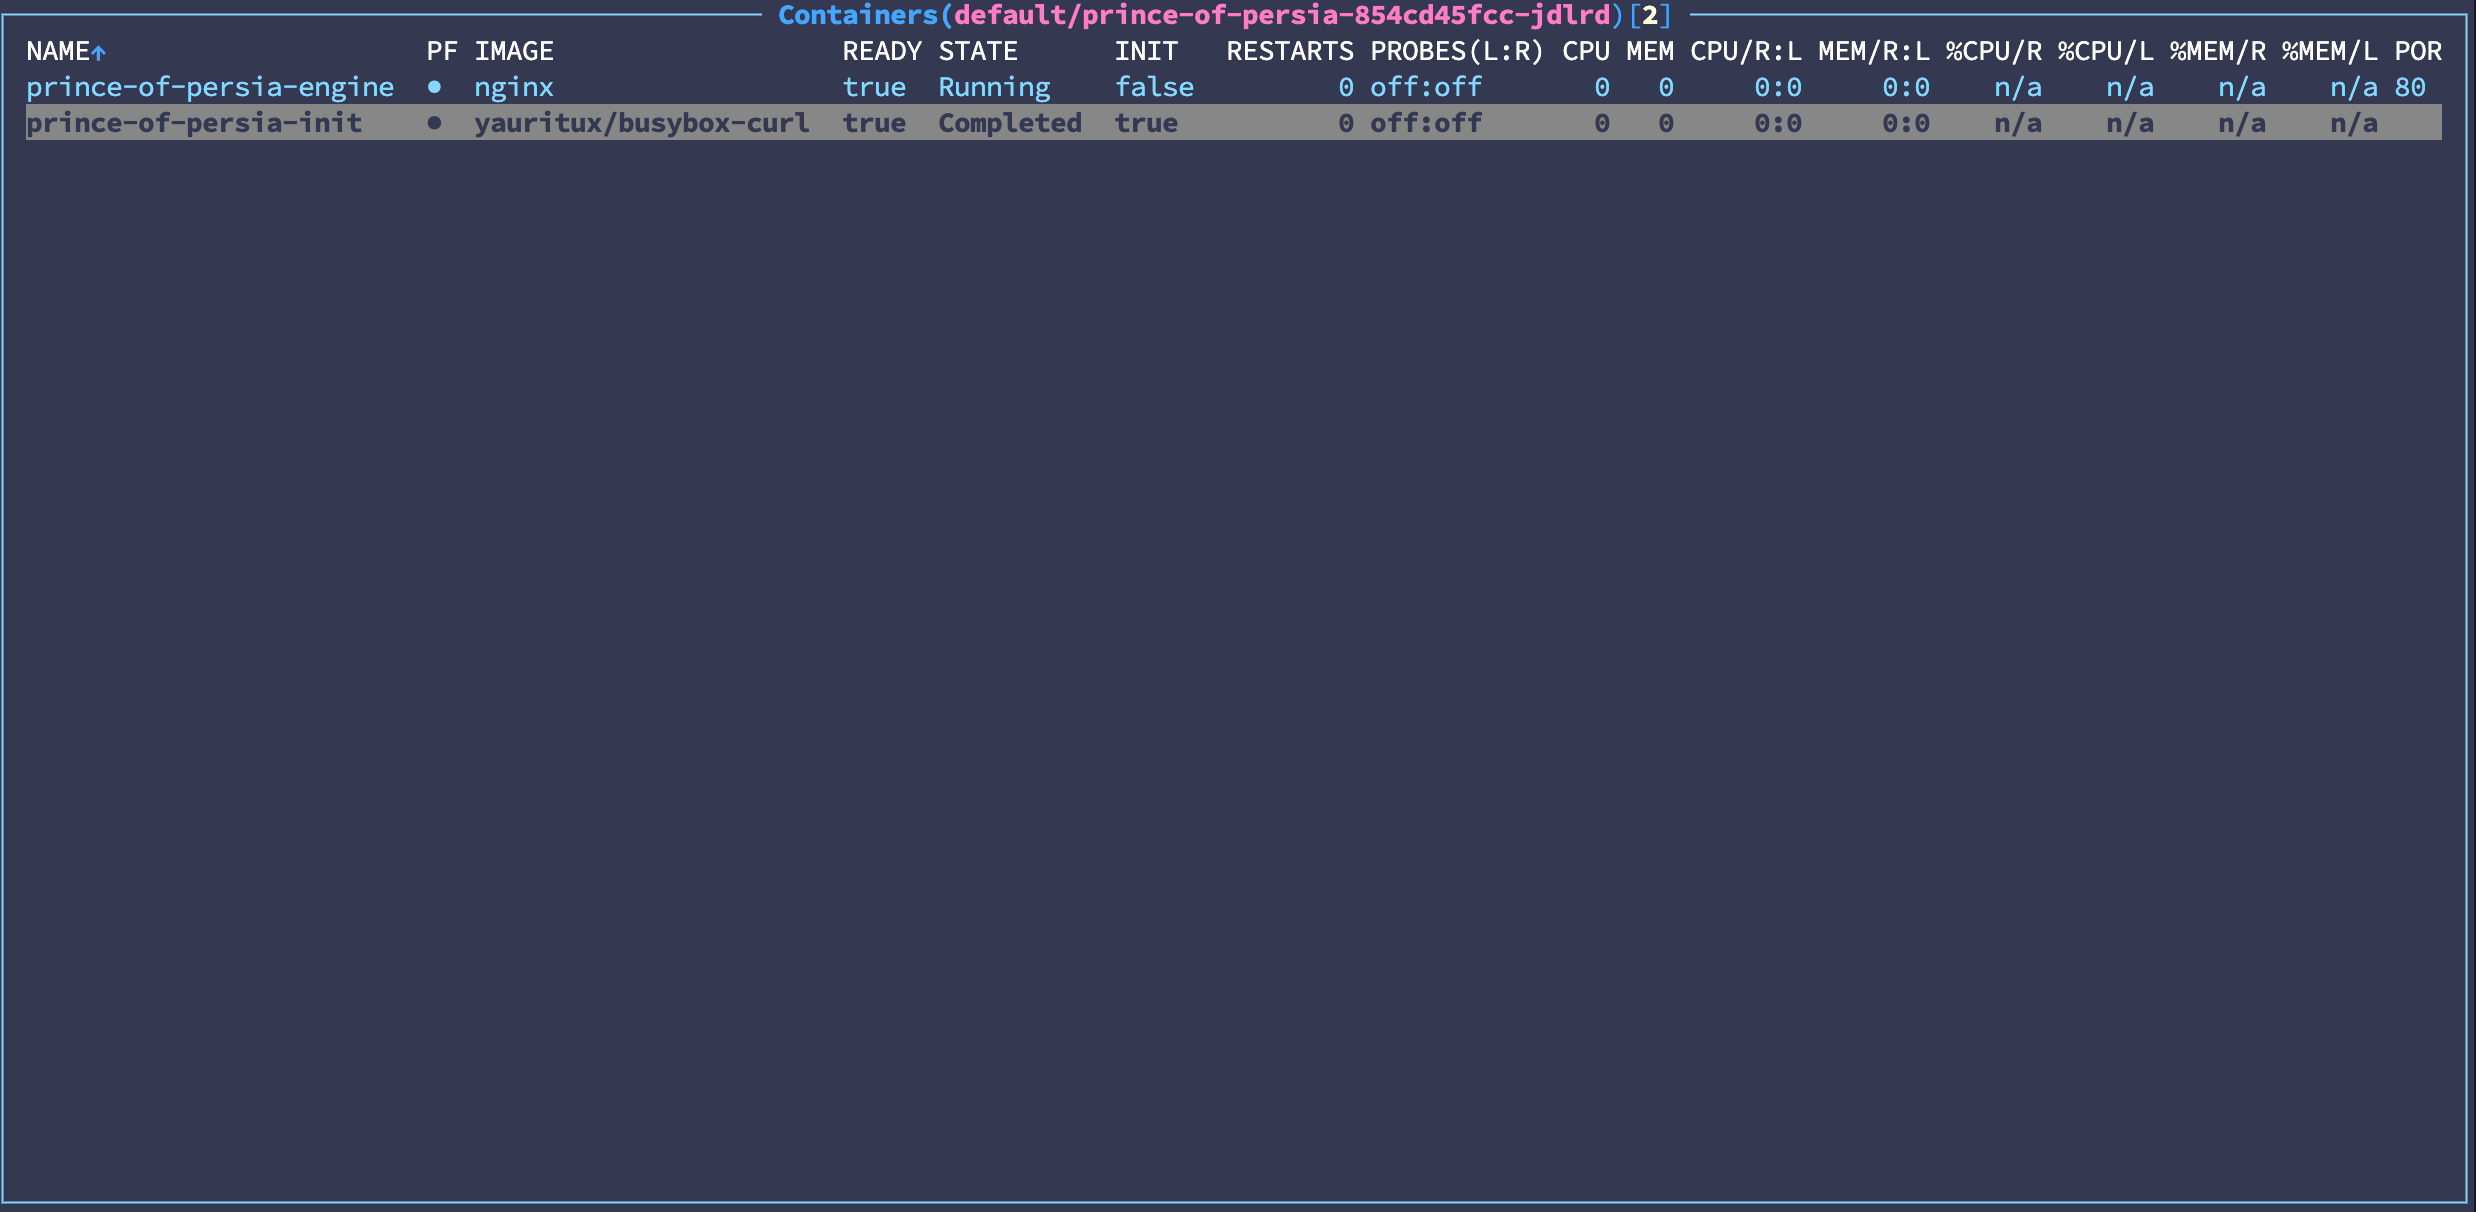 Containers(default/prince-of-persia-854cd45fcc-jdlrd)[2]
NAME↑ PF IMAGE READY STATE INIT RESTARTS PROBES(L:R) CPU MEM CPU/R:L MEM/R:L %CPU/R %CPU/L %MEM/R %MEM/L POR
prince-of-persia-engine ● nginx true Running false 0 off:off 0 0 0:0 0:0 n/a n/a n/a n/a 80
prince-of-persia-init ● yauritux/busybox-curl true Completed true 0 off:off 0 0 0:0 0:0 n/a n/a n/a n/a